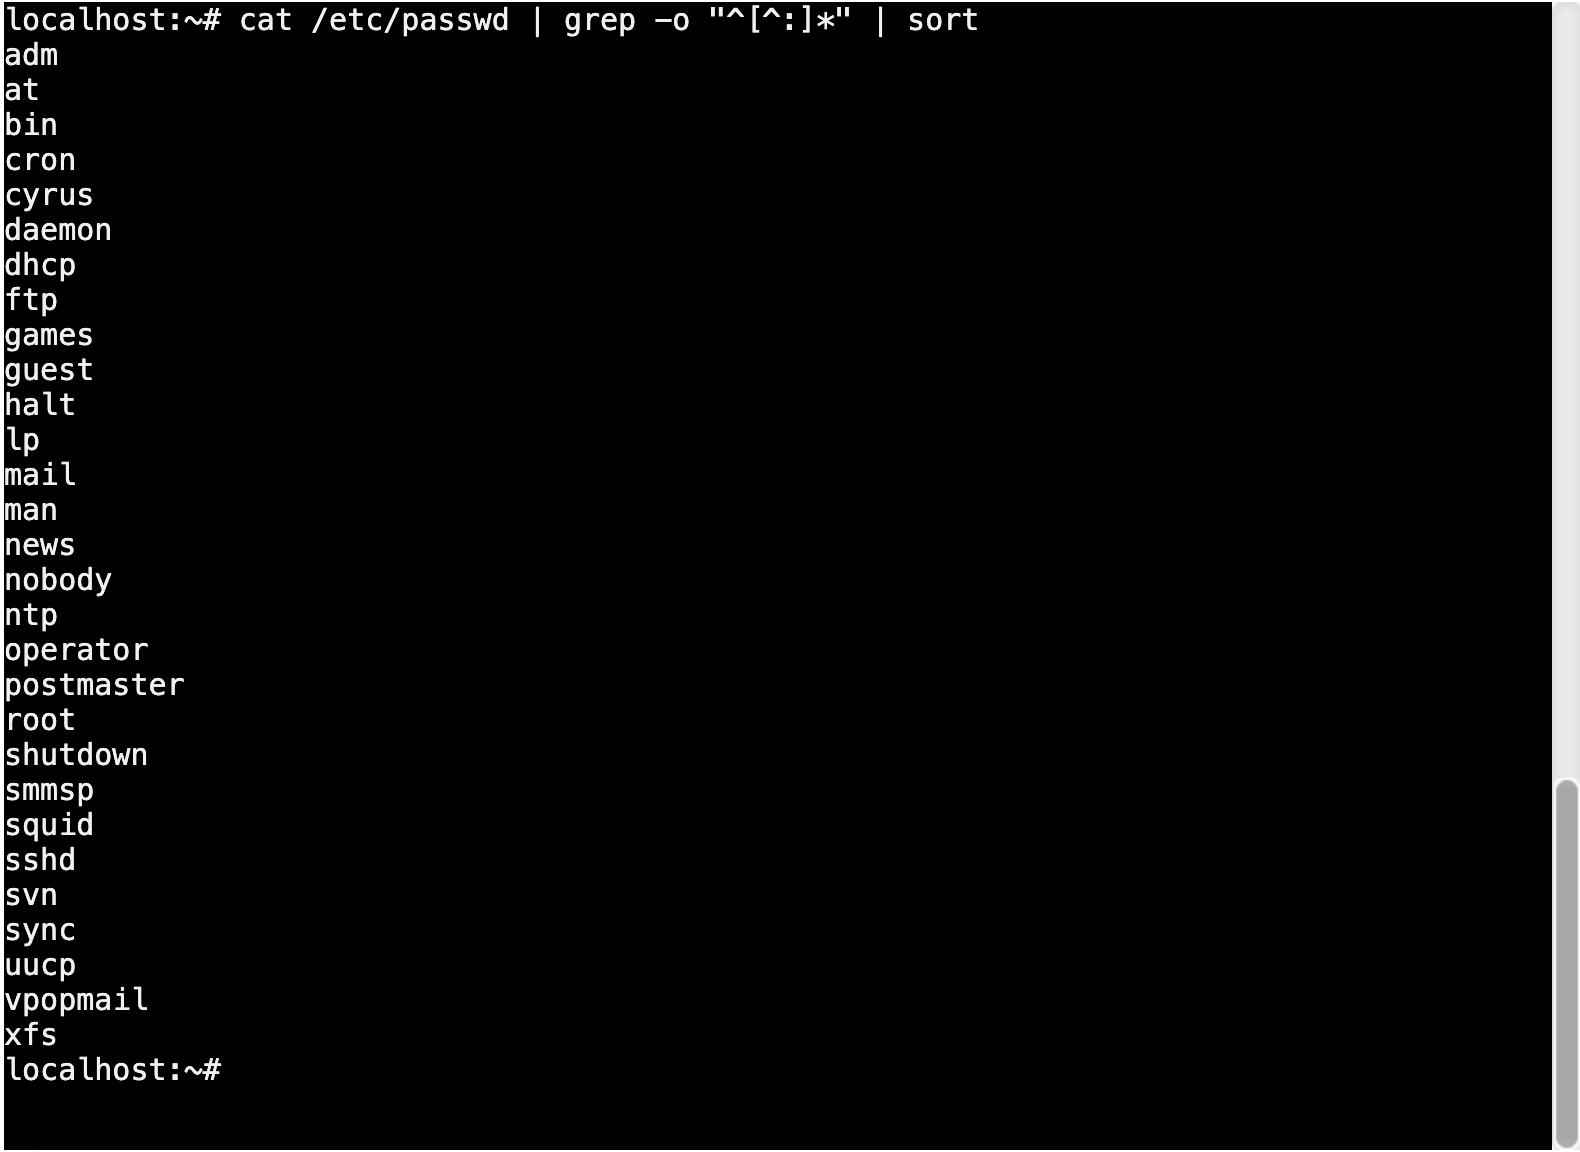 localhost:~# cat /etc/passwd | grep -o "^[^:]*" | sort
adm
at
bin
cron
cyrus
daemon
dhcp
ftp
games
guest
halt
lp
mail
man
news
nobody
ntp
operator
postmaster
root
shutdown
smmsp
squid
sshd
svn
sync
uucp
vpopmail
xfs
localhost:~#